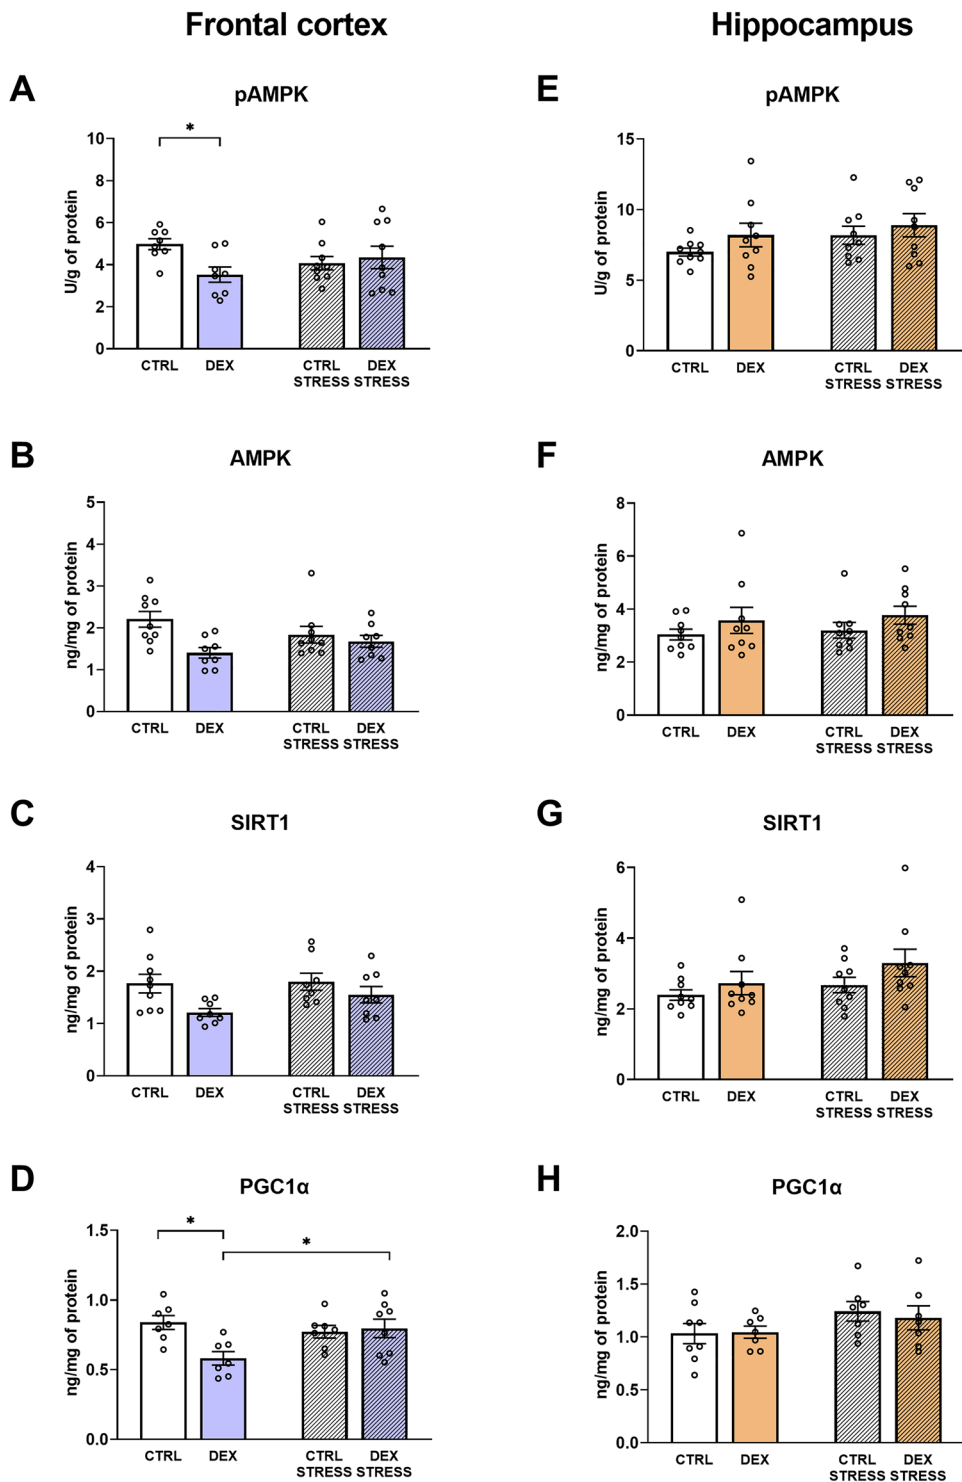 Frontal cortex
Hippocampus
A
pAMPK
*
U/g of protein
10
8
6
4
2
0
CTRL
DEX
CTRL
STRESS
DEX
STRESS
E
pAMPK
U/g of protein
15
10
5
0
CTRL
DEX
CTRL
STRESS
DEX
STRESS
B
AMPK
ng/mg of protein
5
4
3
2
1
0
CTRL
DEX
CTRL
STRESS
DEX
STRESS
F
AMPK
ng/mg of protein
8
6
4
2
0
CTRL
DEX
CTRL
STRESS
DEX
STRESS
C
SIRT1
ng/mg of protein
4
3
2
1
0
CTRL
DEX
CTRL
STRESS
DEX
STRESS
G
SIRT1
ng/mg of protein
6
4
2
0
CTRL
DEX
CTRL
STRESS
DEX
STRESS
D
PGC1α
*
*
ng/mg of protein
1.5
1.0
0.5
0.0
CTRL
DEX
CTRL
STRESS
DEX
STRESS
H
PGC1α
ng/mg of protein
2.0
1.5
1.0
0.5
0.0
CTRL
DEX
CTRL
STRESS
DEX
STRESS